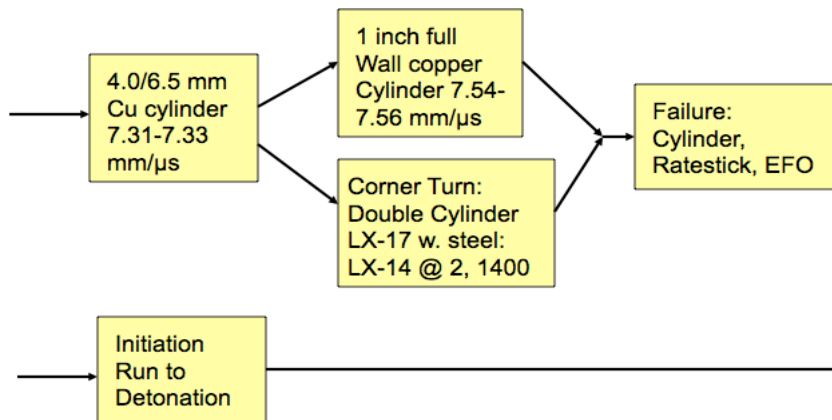 4.0/6.5 mm
Cu cylinder
7.31-7.33
mm/µs
1 inch full
Wall copper
Cylinder 7.54-
7.56 mm/µs
Corner Turn:
Double Cylinder
LX-17 w. steel:
LX-14 @ 2, 1400
Failure:
Cylinder,
Ratestick, EFO
Initiation
Run to
Detonation